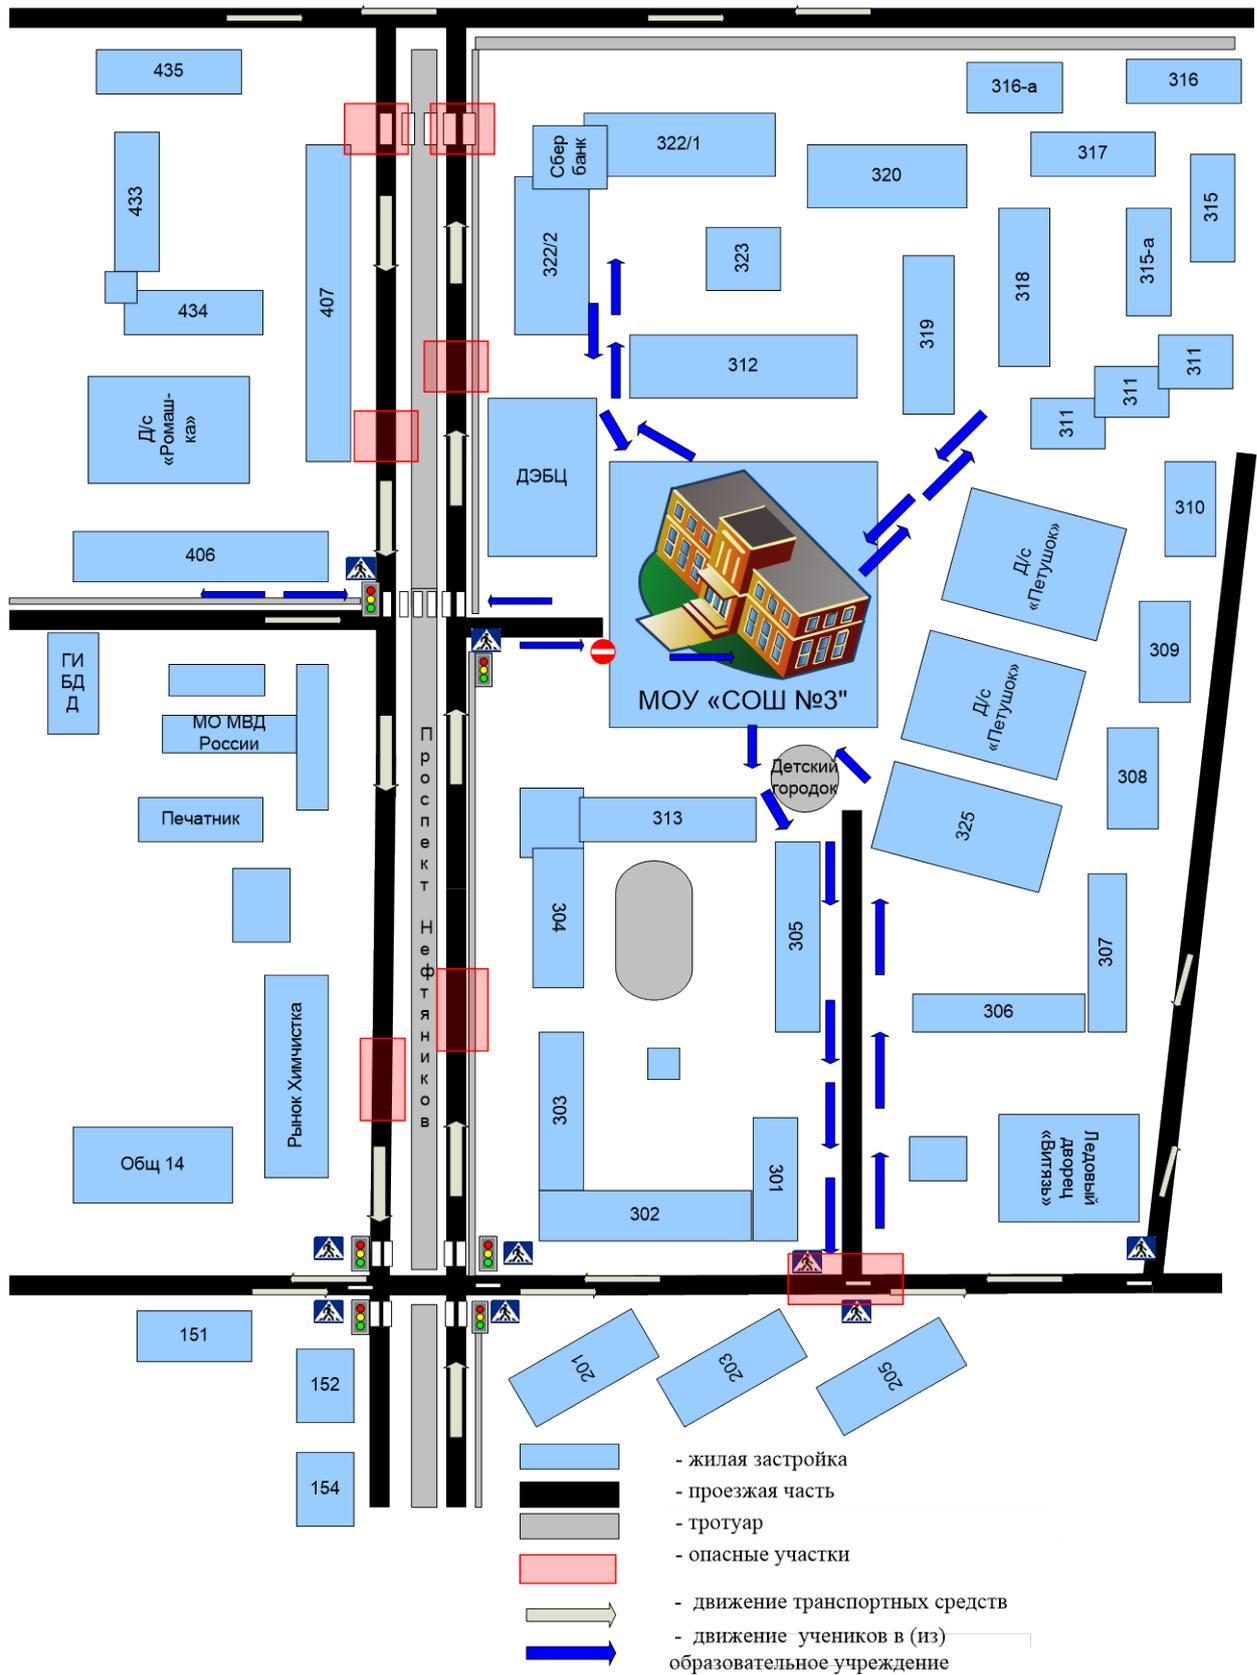 435
316-а
316
322/1
Сбер
банк
317
320
433
315
322/2
323
315-а
318
407
434
319
312
311
311
311
Д/с
«Ромаш-
ка»
ДЭБЦ
310
406
Д/с
«Петушок»
ГИ
БД
Д
309
МО МВД
России
МОУ «СОШ №3"
Д/с
«Петушок»
Проспект Нефтяников
Детский
городок
308
Печатник
313
325
304
305
307
306
Рынок Химчистка
303
Общ 14
301
Ледовый
дворец
«Витязь»
302
151
201
203
205
152
154
- жилая застройка
- проезжая часть
- тротуар
- опасные участки
- движение транспортных средств
- движение учеников в (из)
образовательное учреждение